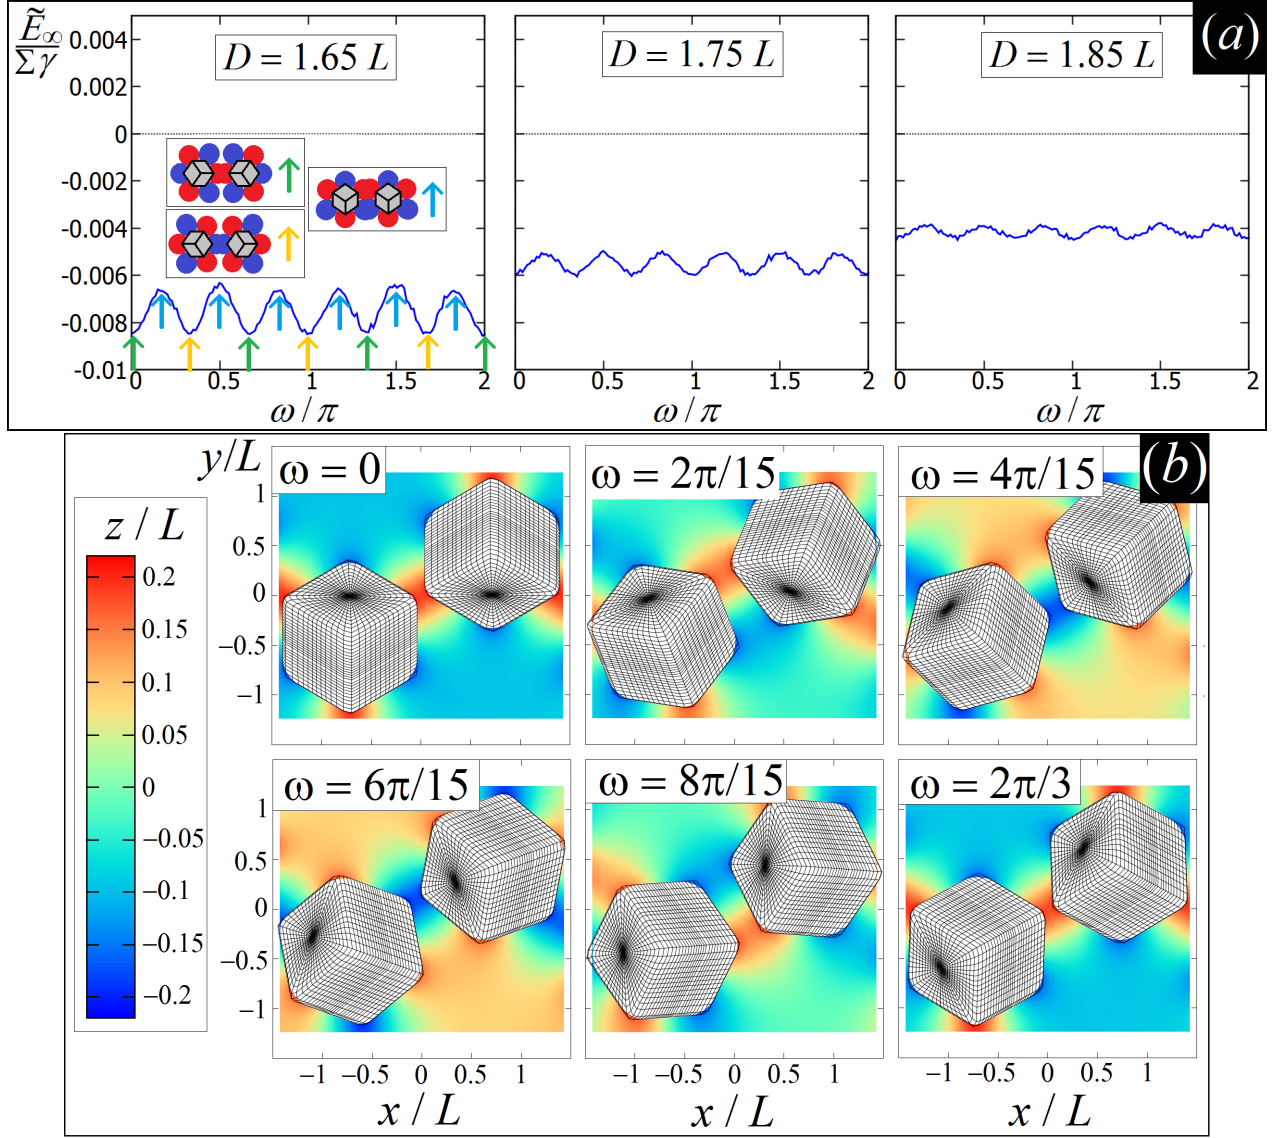 Ẽ∞
Σγ
(a)
D = 1.65 L
D = 1.75 L
D = 1.85 L
0.004
0.002
0
-0.002
-0.004
-0.006
-0.008
-0.01
0 0.5 1 1.5 2
0 0.5 1 1.5 2
0 0.5 1 1.5 2
ω/π
ω/π
ω/π
(b)
y/L
ω = 0
ω = 2π/15
ω = 4π/15
z / L
0.2
0.15
0.1
0.05
0
−0.05
−0.1
−0.15
−0.2
1
0.5
0
−0.5
−1
ω = 6π/15
ω = 8π/15
ω = 2π/3
1
0.5
0
−0.5
−1
−1 −0.5 0 0.5 1
−1 −0.5 0 0.5 1
−1 −0.5 0 0.5 1
x / L
x / L
x / L